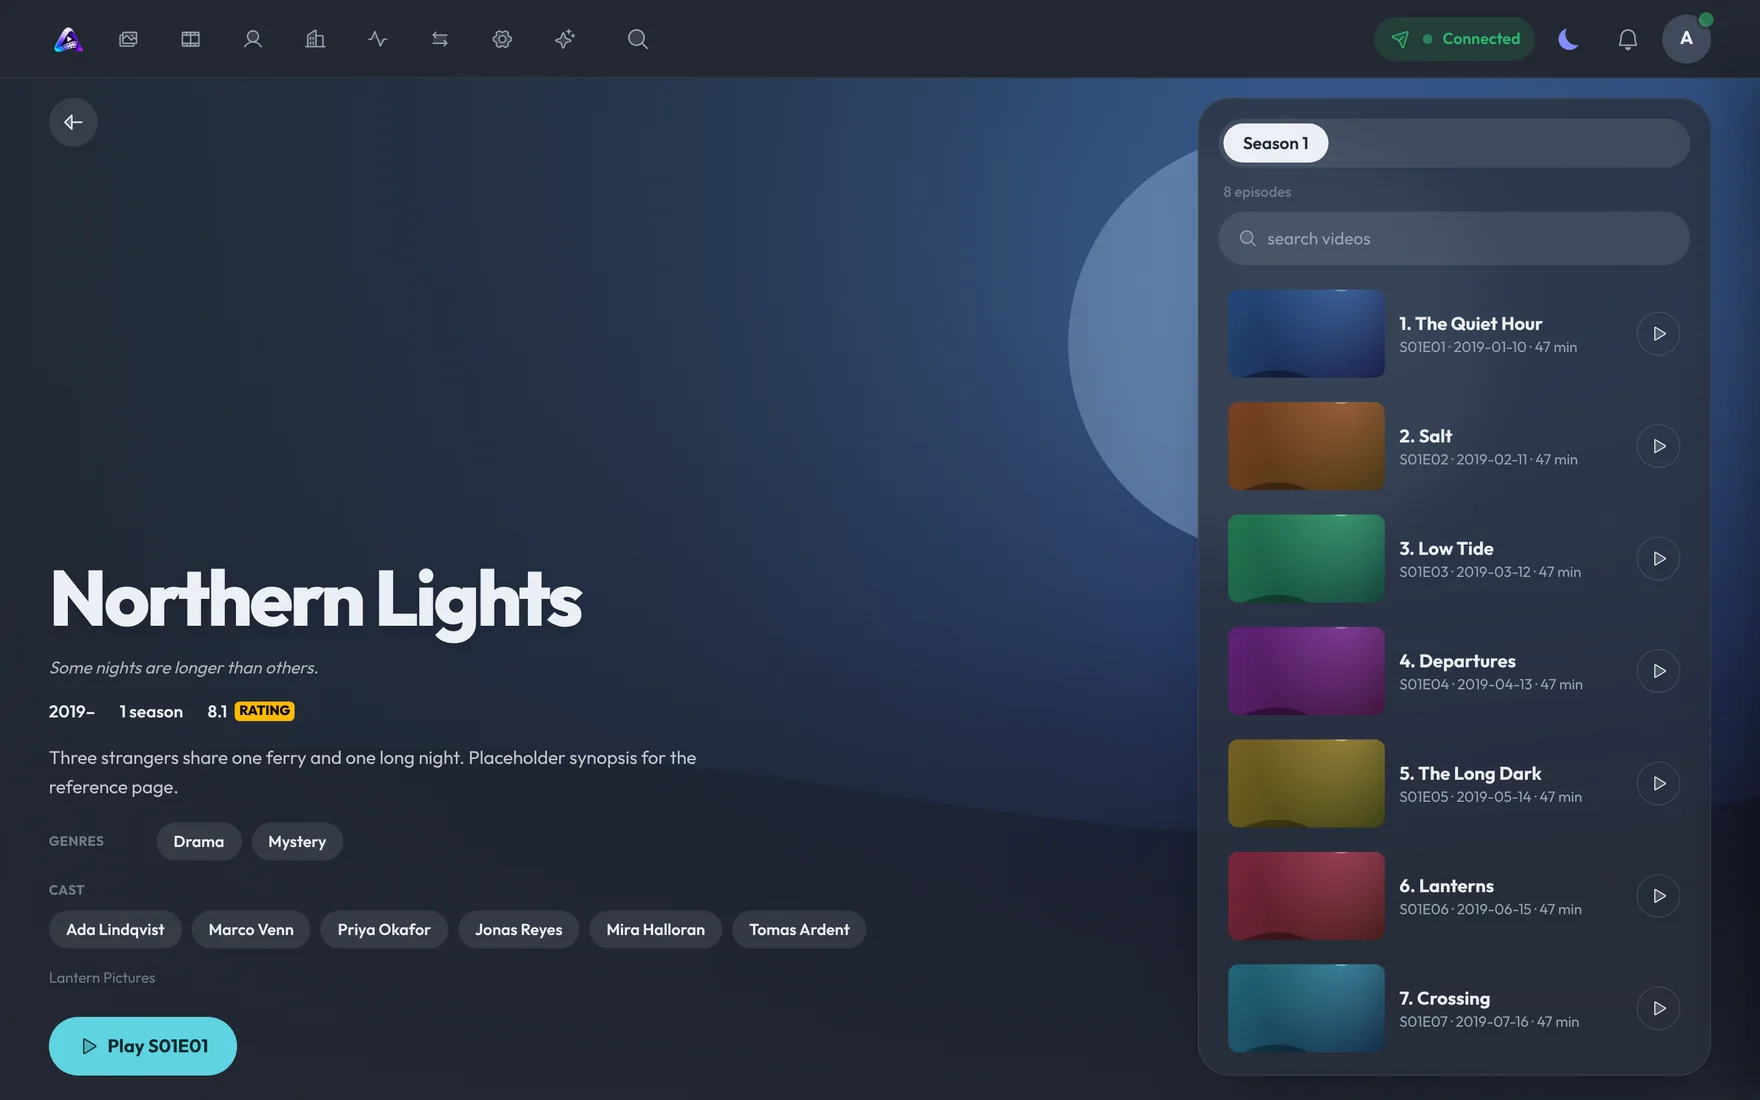 Connected
A
Season 1
8 episodes
search videos
1. The Quiet Hour
S01E01 · 2019-01-10 · 47 min
2. Salt
S01E02 · 2019-02-11 · 47 min
3. Low Tide
S01E03 · 2019-03-12 · 47 min
4. Departures
S01E04 · 2019-04-13 · 47 min
5. The Long Dark
S01E05 · 2019-05-14 · 47 min
6. Lanterns
S01E06 · 2019-06-15 · 47 min
7. Crossing
S01E07 · 2019-07-16 · 47 min
Northern Lights
Some nights are longer than others.
2019– 1 season 8.1 RATING
Three strangers share one ferry and one long night. Placeholder synopsis for the
reference page.
GENRES Drama Mystery
CAST
Ada Lindqvist Marco Venn Priya Okafor Jonas Reyes Mira Halloran Tomas Ardent
Lantern Pictures
Play S01E01